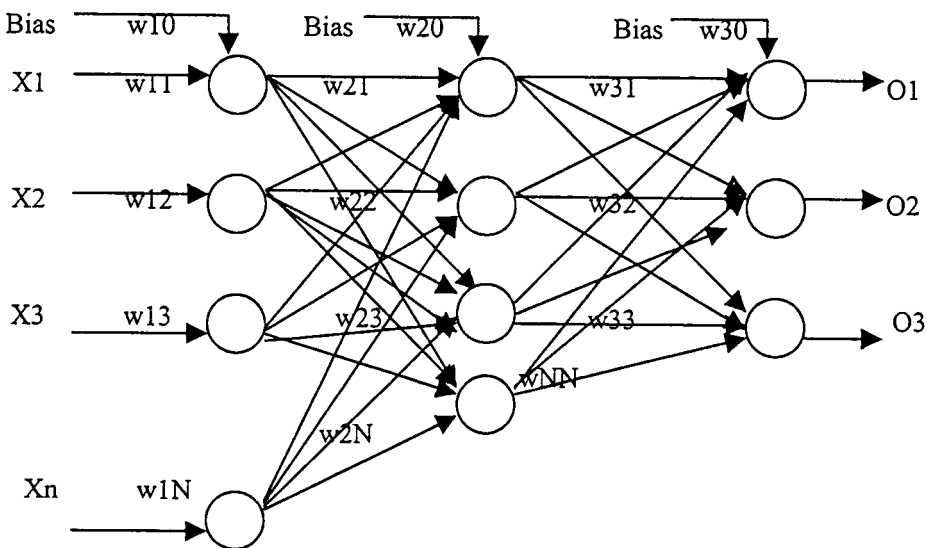 Bias w10 Bias w20 Bias w30
X1 w11 w21 w31 O1
X2 w12 w22 w32 O2
X3 w13 w23 w33 O3
wNN
w2N
Xn w1N